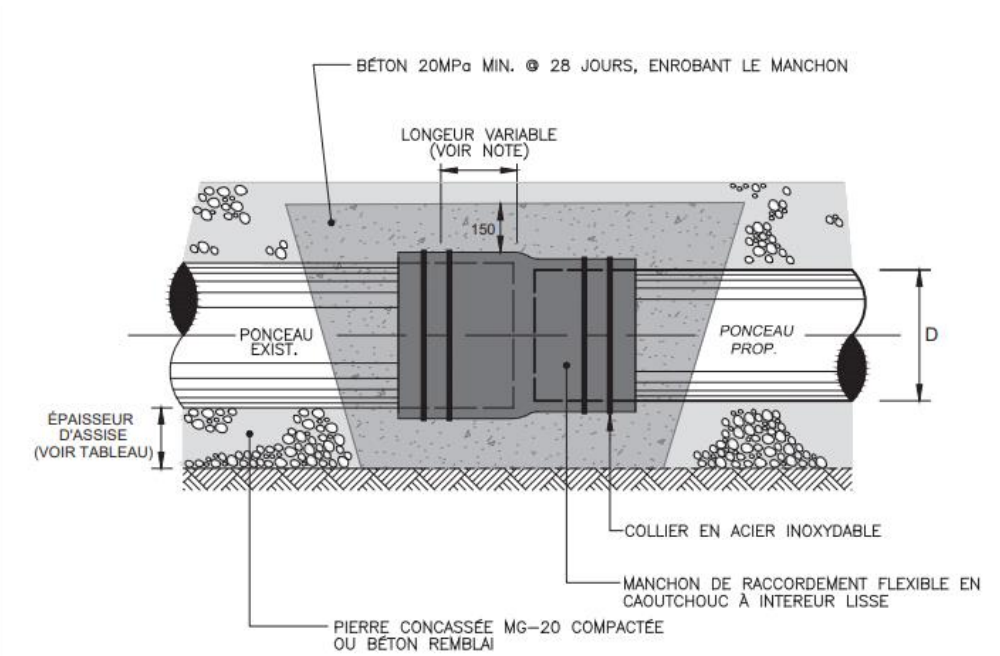 BÉTON 20MPa MIN. @ 28 JOURS, ENROBANT LE MANCHON
LONGEUR VARIABLE
(VOIR NOTE)
150
PONCEAU
EXIST.
PONCEAU
PROP.
D
ÉPAISSEUR
D'ASSISE
(VOIR TABLEAU)
COLLIER EN ACIER INOXYDABLE
MANCHON DE RACCORDEMENT FLEXIBLE EN
CAOUTCHOUC À INTEREUR LISSE
PIERRE CONCASSÉE MG-20 COMPACTÉE
OU BÉTON REMBLAI